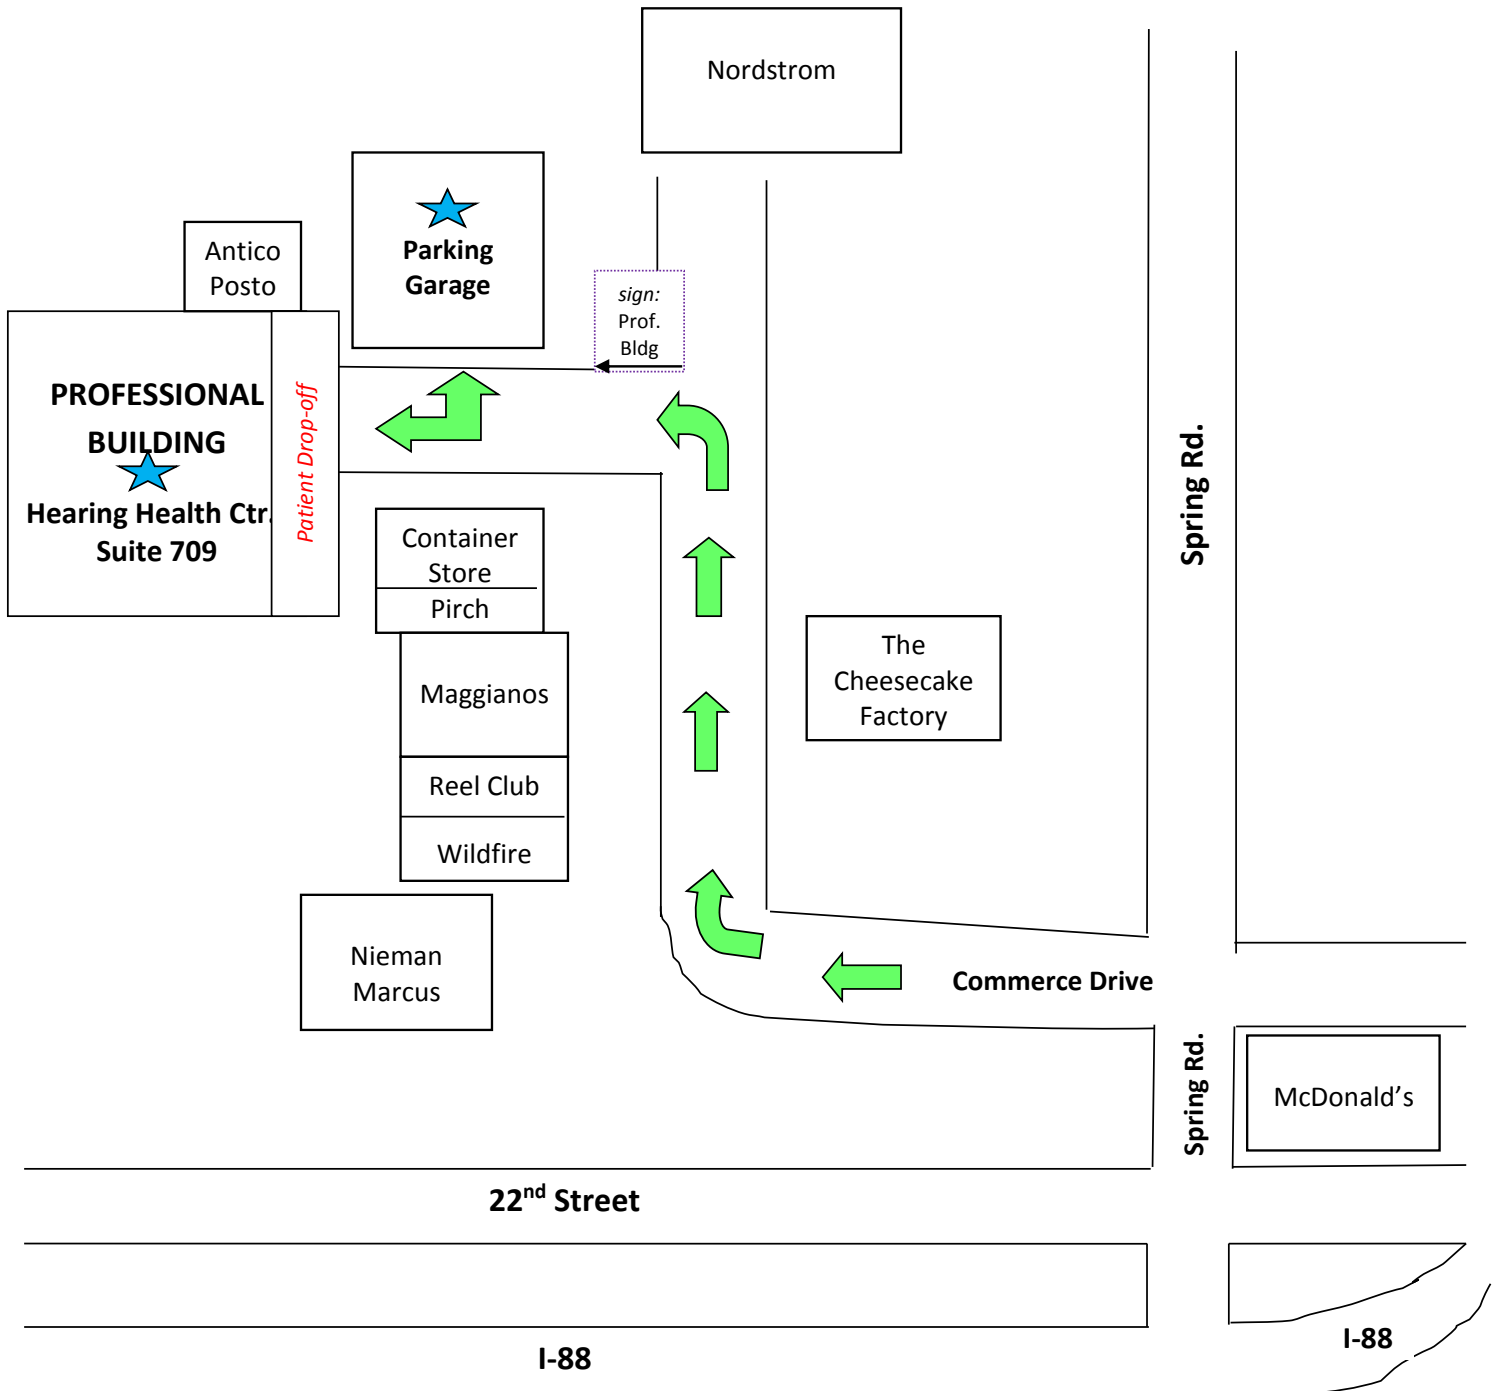 Nordstrom
Parking
Garage
Antico
Posto
sign:
Prof.
Bldg
PROFESSIONAL
BUILDING
Hearing Health Ctr.
Suite 709
Patient Drop-off
Spring Rd.
Container
Store
Pirch
The
Cheesecake
Factory
Maggianos
Reel Club
Wildfire
Nieman
Marcus
Commerce Drive
Spring Rd.
McDonald's
22nd Street
I-88
I-88